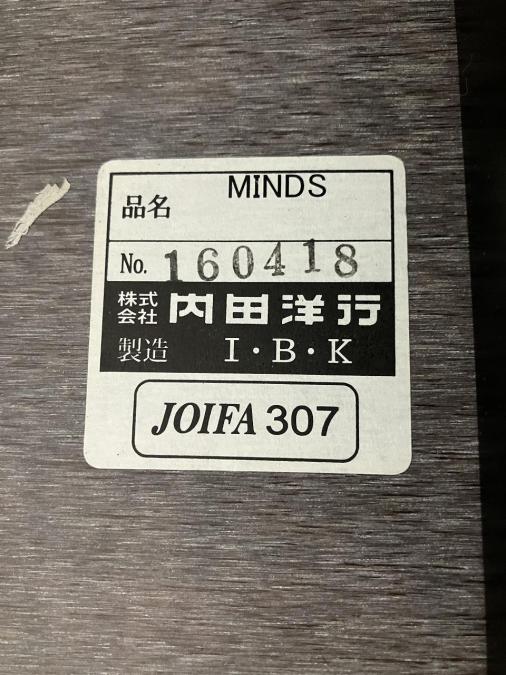 MINDS
品名
No. 160418
株式会社 内田洋行
製造 I・B・K
JOIFA 307